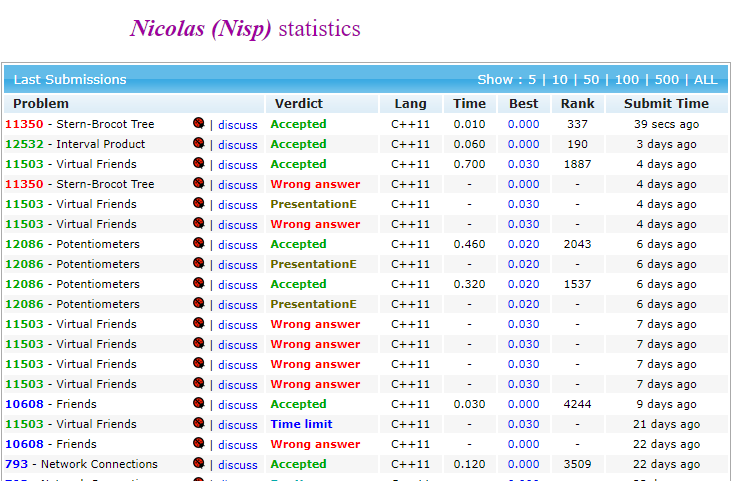 Nicolas (Nisp) statistics
Last Submissions Show : 5 | 10 | 50 | 100 | 500 | ALL
Problem Verdict Lang Time Best Rank Submit Time
11350 - Stern-Brocot Tree | discuss Accepted C++11 0.010 0.000 337 39 secs ago
12532 - Interval Product | discuss Accepted C++11 0.060 0.000 190 3 days ago
11503 - Virtual Friends | discuss Accepted C++11 0.700 0.030 1887 4 days ago
11350 - Stern-Brocot Tree | discuss Wrong answer C++11 - 0.000 - 4 days ago
11503 - Virtual Friends | discuss PresentationE C++11 - 0.030 - 4 days ago
11503 - Virtual Friends | discuss Wrong answer C++11 - 0.030 - 4 days ago
12086 - Potentiometers | discuss Accepted C++11 0.460 0.020 2043 6 days ago
12086 - Potentiometers | discuss PresentationE C++11 - 0.020 - 6 days ago
12086 - Potentiometers | discuss Accepted C++11 0.320 0.020 1537 6 days ago
12086 - Potentiometers | discuss PresentationE C++11 - 0.020 - 6 days ago
11503 - Virtual Friends | discuss Wrong answer C++11 - 0.030 - 7 days ago
11503 - Virtual Friends | discuss Wrong answer C++11 - 0.030 - 7 days ago
11503 - Virtual Friends | discuss Wrong answer C++11 - 0.030 - 7 days ago
11503 - Virtual Friends | discuss Wrong answer C++11 - 0.030 - 7 days ago
10608 - Friends | discuss Accepted C++11 0.030 0.000 4244 9 days ago
11503 - Virtual Friends | discuss Time limit C++11 - 0.030 - 21 days ago
10608 - Friends | discuss Wrong answer C++11 - 0.000 - 22 days ago
793 - Network Connections | discuss Accepted C++11 0.120 0.000 3509 22 days ago